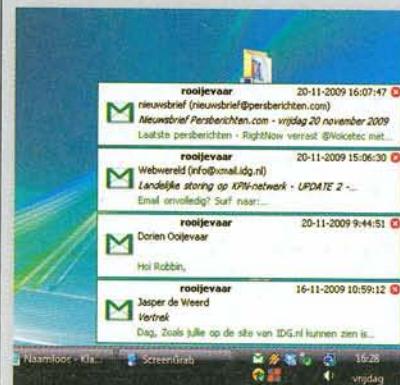 rooijevaar 20-11-2009 16:07:47
nieuwsbrief (nieuwsbrief@persberichten.com)
Nieuwsbrief Persberichten.com - vrijdag 20 november 2009
Laatste persberichten - RightNow verrast @Voicetec met...
rooijevaar 20-11-2009 15:06:30
Webwereld (info@xmail.idg.nl)
Landelijke storing op KPN-netwerk - UPDATE 2 -...
Email onvolledig? Surf naar:...
rooijevaar 20-11-2009 9:44:51
Dorien Ooijevaar
Hoi Robbin,
rooijevaar 16-11-2009 10:59:12
Jasper de Weerd
Vertrek
Dag, Zoals jullie op de site van IDG.nl kunnen zien is...
Naamloos - Kla... ScreenGrab 16:28
vrijdag